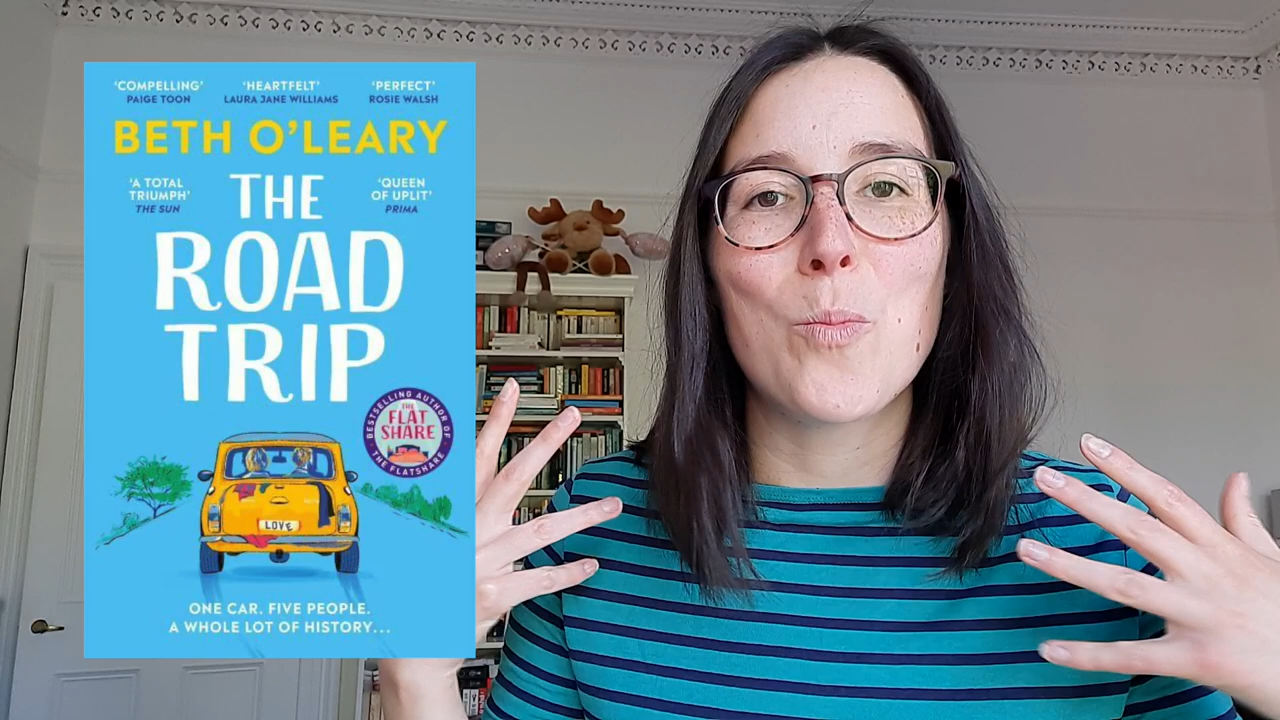 ‘COMPELLING’
PAIGE TOON
‘HEARTFELT’
LAURA JANE WILLIAMS
‘PERFECT’
ROSIE WALSH
BETH O’LEARY
‘A TOTAL
TRIUMPH’
THE SUN
‘QUEEN
OF UPLIT’
PRIMA
THE
ROAD
TRIP
BESTSELLING AUTHOR OF
THE
FLAT
SHARE
THE FLATSHARE
LOVE
ONE CAR. FIVE PEOPLE.
A WHOLE LOT OF HISTORY...